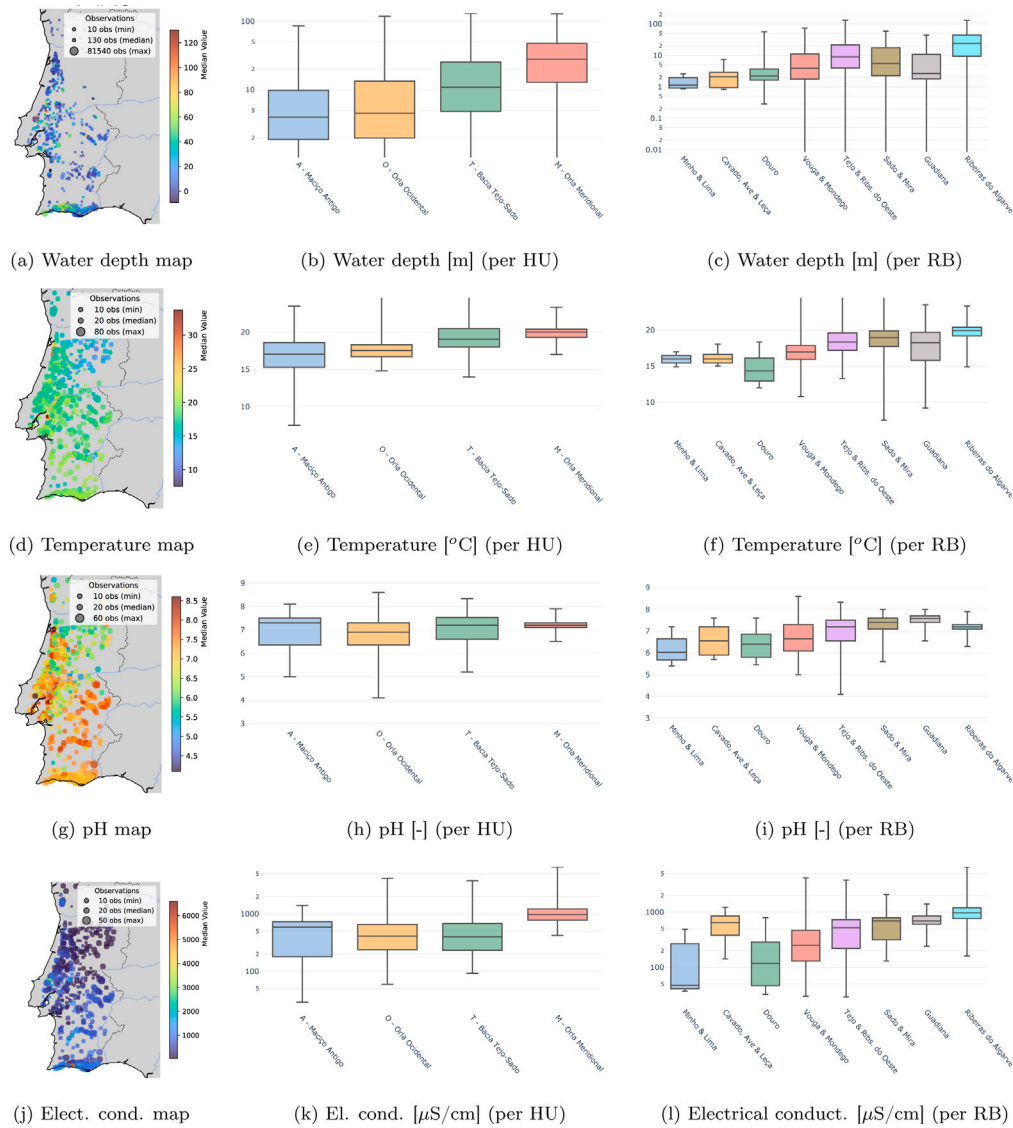 Observations
10 obs (min)
130 obs (median)
81540 obs (max)
Median Value
120
100
80
60
40
20
0
(a) Water depth map
100
5
2
10
5
2
A - Maciço Antigo
O - Orla Ocidental
T - Bacia Tejo-Sado
M - Orla Meridional
(b) Water depth [m] (per HU)
2
100
5
2
10
5
2
1
5
2
0.1
5
2
0.01
Minho & Lima
Cavado, Ave & Leça
Douro
Vouga & Mondego
Tejo & Ribs. do Oeste
Sado & Mira
Guadiana
Ribeiras do Algarve
(c) Water depth [m] (per RB)
Observations
10 obs (min)
20 obs (median)
80 obs (max)
Median Value
30
25
20
15
10
(d) Temperature map
20
15
10
A - Maciço Antigo
O - Orla Ocidental
T - Bacia Tejo-Sado
M - Orla Meridional
(e) Temperature [°C] (per HU)
20
15
10
Minho & Lima
Cavado, Ave & Leça
Douro
Vouga & Mondego
Tejo & Ribs. do Oeste
Sado & Mira
Guadiana
Ribeiras do Algarve
(f) Temperature [°C] (per RB)
Observations
10 obs (min)
20 obs (median)
60 obs (max)
Median Value
8.5
8.0
7.5
7.0
6.5
6.0
5.5
5.0
4.5
(g) pH map
9
8
7
6
5
4
3
A - Maciço Antigo
O - Orla Ocidental
T - Bacia Tejo-Sado
M - Orla Meridional
(h) pH [-] (per HU)
9
8
7
6
5
4
3
Minho & Lima
Cavado, Ave & Leça
Douro
Vouga & Mondego
Tejo & Ribs. do Oeste
Sado & Mira
Guadiana
Ribeiras do Algarve
(i) pH [-] (per RB)
Observations
10 obs (min)
20 obs (median)
50 obs (max)
Median Value
6000
5000
4000
3000
2000
1000
(j) Elect. cond. map
5
2
1000
5
2
100
5
A - Maciço Antigo
O - Orla Ocidental
T - Bacia Tejo-Sado
M - Orla Meridional
(k) El. cond. [μS/cm] (per HU)
5
2
1000
5
2
100
5
Minho & Lima
Cavado, Ave & Leça
Douro
Vouga & Mondego
Tejo & Ribs. do Oeste
Sado & Mira
Guadiana
Ribeiras do Algarve
(l) Electrical conduct. [μS/cm] (per RB)